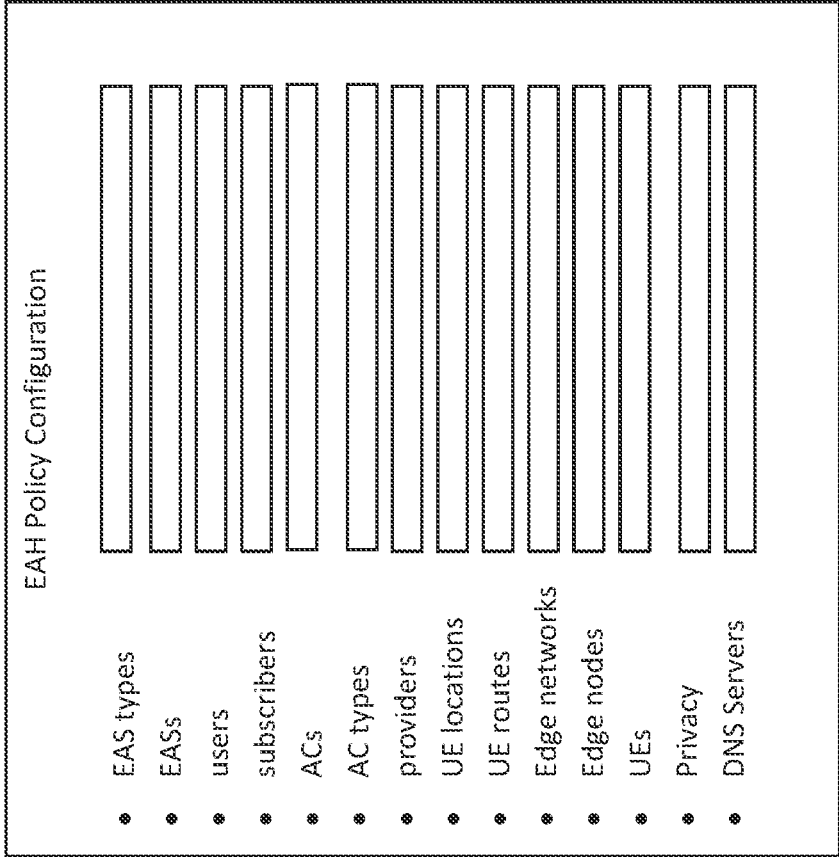 EAH Policy Configuration
• EAS types
• EASs
• users
• subscribers
• ACs
• AC types
• providers
• UE locations
• UE routes
• Edge networks
• Edge nodes
• UEs
• Privacy
• DNS Servers